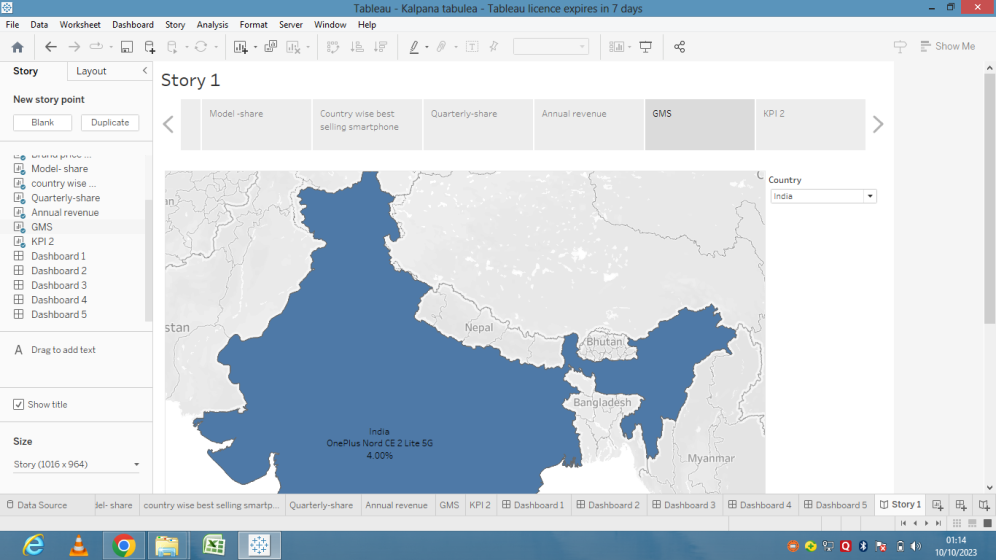 Tableau - Kalpana tabulea - Tableau licence expires in 7 days
File Data Worksheet Dashboard Story Analysis Format Server Window Help
Show Me
Story Layout
New story point
Blank Duplicate
Brand price ...
Model- share
country wise ...
Quarterly-share
Annual revenue
GMS
KPI 2
Dashboard 1
Dashboard 2
Dashboard 3
Dashboard 4
Dashboard 5
A Drag to add text
Show title
Size
Story (1016 x 964)
Story 1
Model -share
Country wise best
selling smartphone
Quarterly-share
Annual revenue
GMS
KPI 2
Country
India
Nepal
Bhutan
Bangladesh
Myanmar
stan
an
India
OnePlus Nord CE 2 Lite 5G
4.00%
Data Source del- share country wise best selling smartp... Quarterly-share Annual revenue GMS KPI 2 Dashboard 1 Dashboard 2 Dashboard 3 Dashboard 4 Dashboard 5 Story 1
01:14
10/10/2023